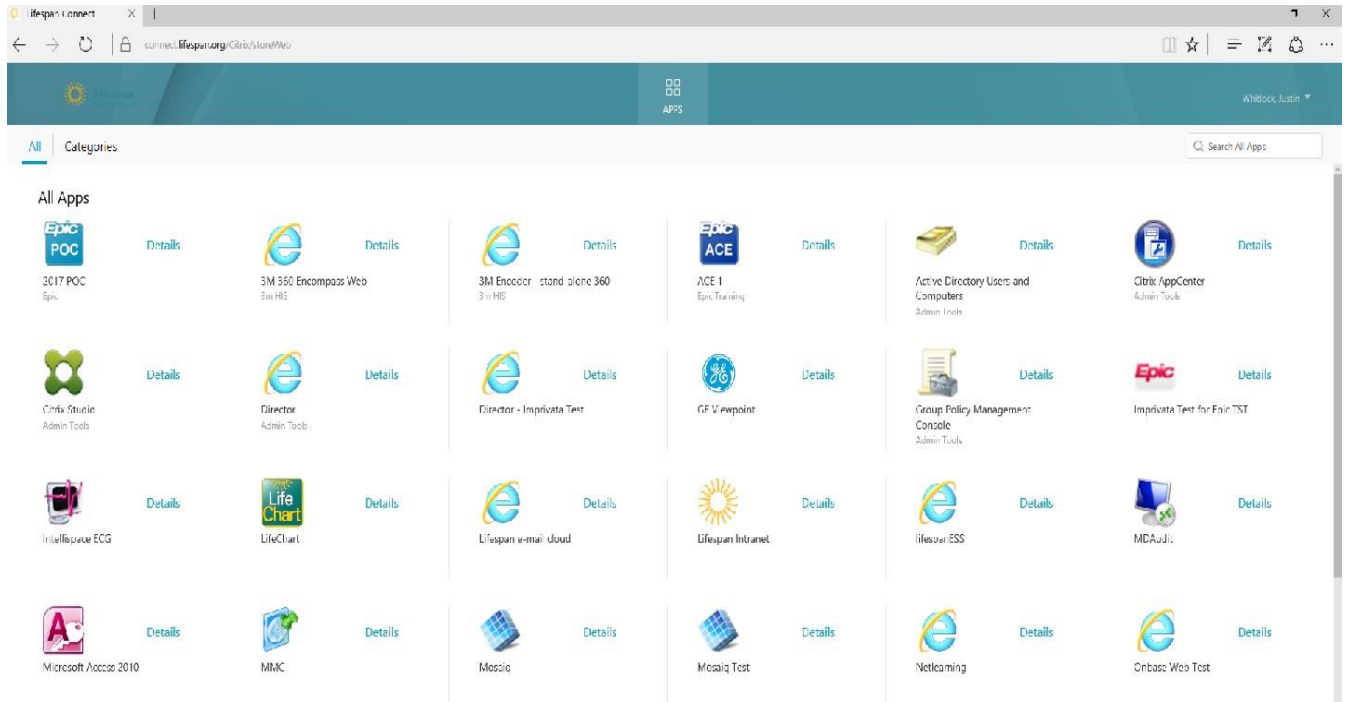 Lifespan Connect
connect.lifespan.org/Citrix/storeWeb
APPS
Whitlock, Justin
All
Categories
Search All Apps
All Apps
Epic POC
Details
2017 POC
Epic
Details
3M 360 Encompass Web
3m HIS
Details
3M Encoder - stand-alone 360
3m HIS
Epic ACE
Details
ACE 1
Epic Training
Details
Active Directory Users and
Computers
Admin Tools
Details
Citrix AppCenter
Admin Tools
Details
Citrix Studio
Admin Tools
Details
Director
Admin Tools
Details
Director - Imprivata Test
GE
Details
GE Viewpoint
Details
Group Policy Management
Console
Admin Tools
Epic
Details
Imprivata Test for Epic TST
Details
Intellispace ECG
Life
Chart
Details
LifeChart
Details
Lifespan e-mail cloud
Details
Lifespan Intranet
Details
lifespanESS
Details
MDAudit
A
Details
Microsoft Access 2010
Details
MMC
Details
Mosaiq
Details
Mosaiq Test
Details
Netlearning
Details
Onbase Web Test